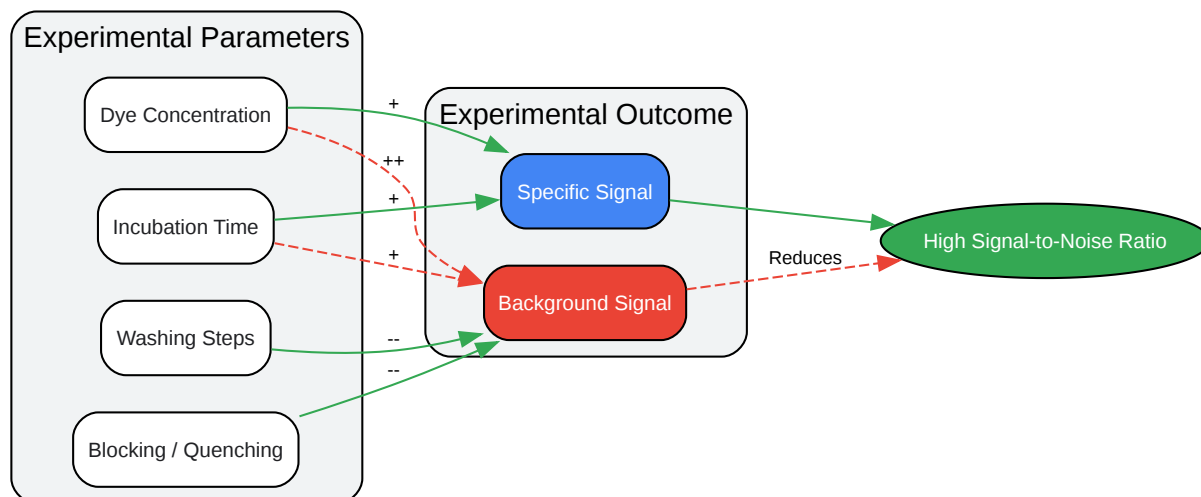 Experimental Parameters
Dye Concentration
Incubation Time
Washing Steps
Blocking / Quenching
+
++
+
+
--
--
Experimental Outcome
Specific Signal
Background Signal
Reduces
High Signal-to-Noise Ratio